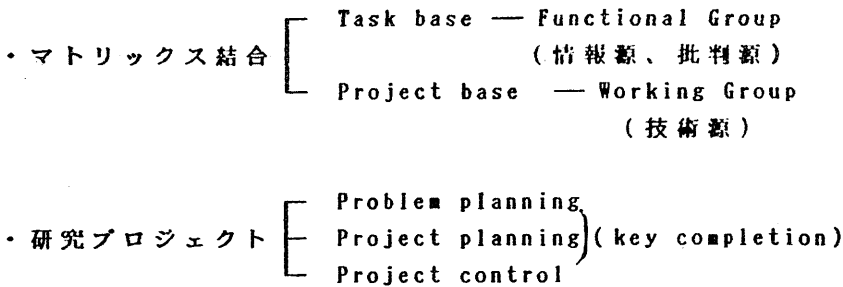 Task base — Functional Group
・マトリックス結合
(情報源、批判源)
Project base — Working Group
(技術源)
Problem planning
・研究プロジェクト
Project planning (key completion)
Project control